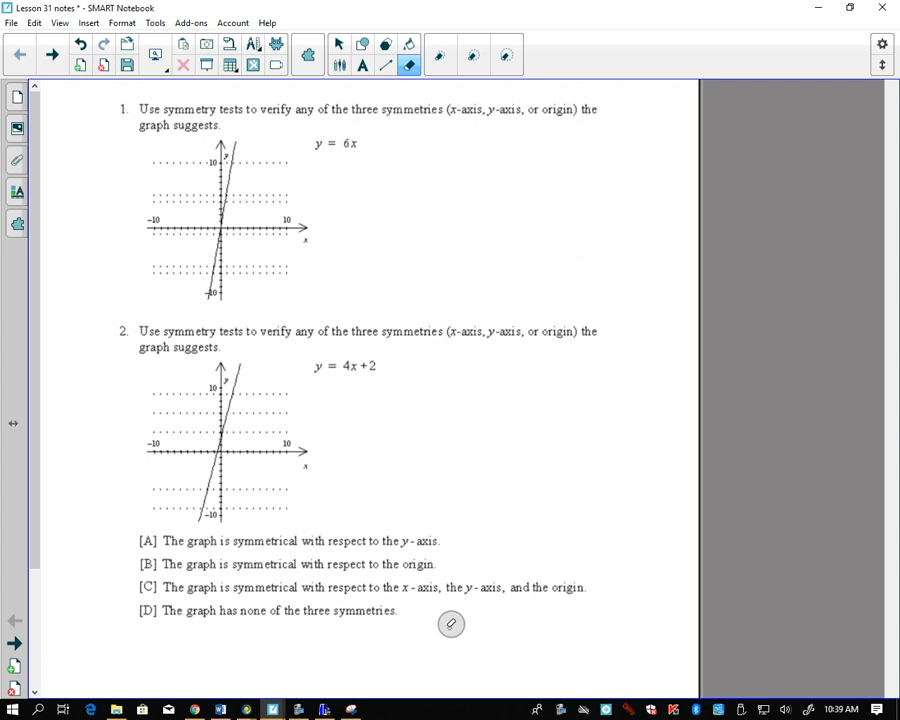 Lesson 31 notes * - SMART Notebook
File Edit View Insert Format Tools Add-ons Account Help
1. Use symmetry tests to verify any of the three symmetries (x-axis, y-axis, or origin) the
graph suggests.
y = 6x
10
y
-10
10
x
-10
2. Use symmetry tests to verify any of the three symmetries (x-axis, y-axis, or origin) the
graph suggests.
y = 4x+2
y
10
-10
10
x
-10
[A] The graph is symmetrical with respect to the y-axis.
[B] The graph is symmetrical with respect to the origin.
[C] The graph is symmetrical with respect to the x-axis, the y-axis, and the origin.
[D] The graph has none of the three symmetries.
10:39 AM